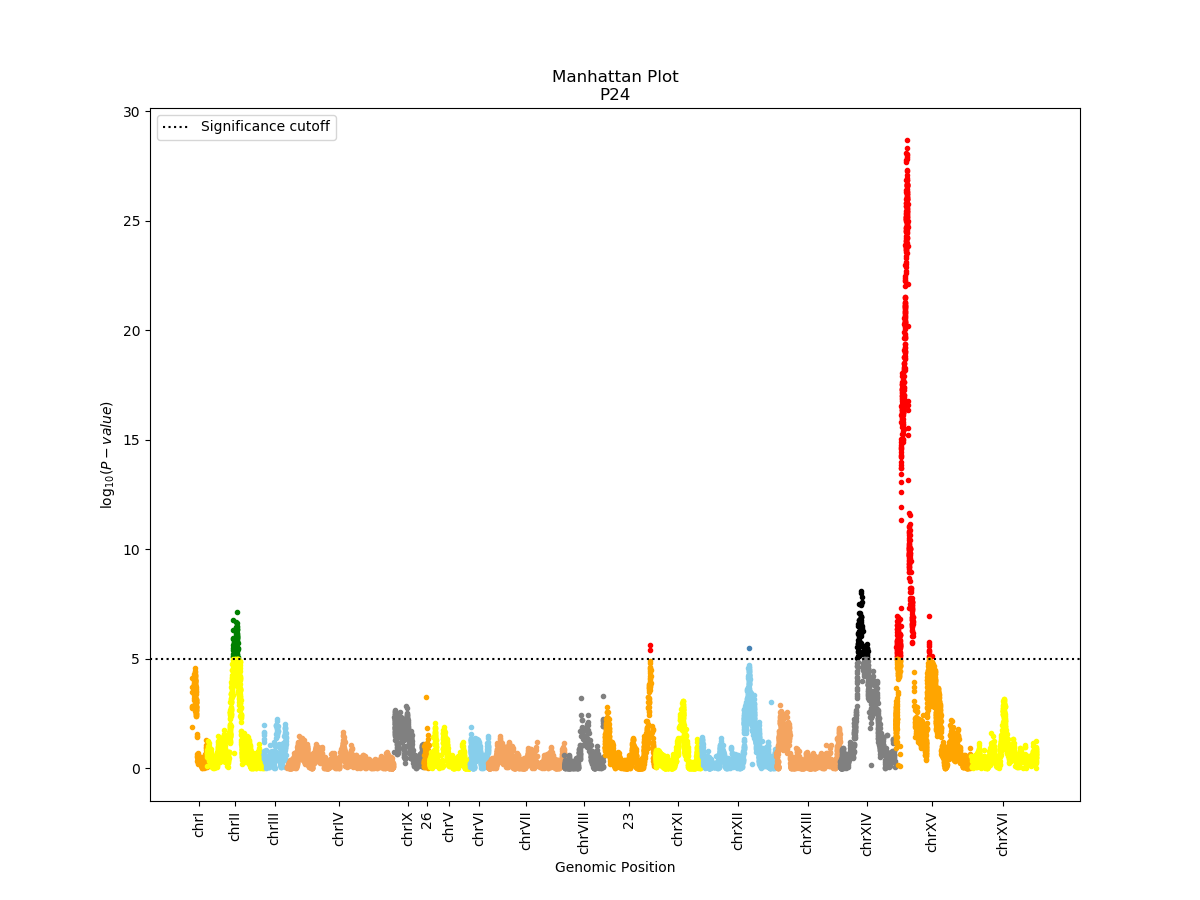 Manhattan Plot
P24
Significance cutoff
30
25
20
15
10
5
0
log₁₀(P − value)
chrI
chrII
chrIII
chrIV
chrIX
26
chrV
chrVI
chrVII
chrVIII
23
chrXI
chrXII
chrXIII
chrXIV
chrXV
chrXVI
Genomic Position